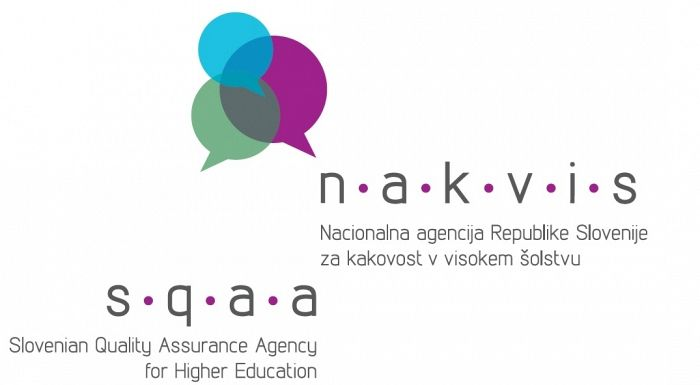 n·a·k·v·i·s
Nacionalna agencija Republike Slovenije
za kakovost v visokem šolstvu
s·q·a·a
Slovenian Quality Assurance Agency
for Higher Education